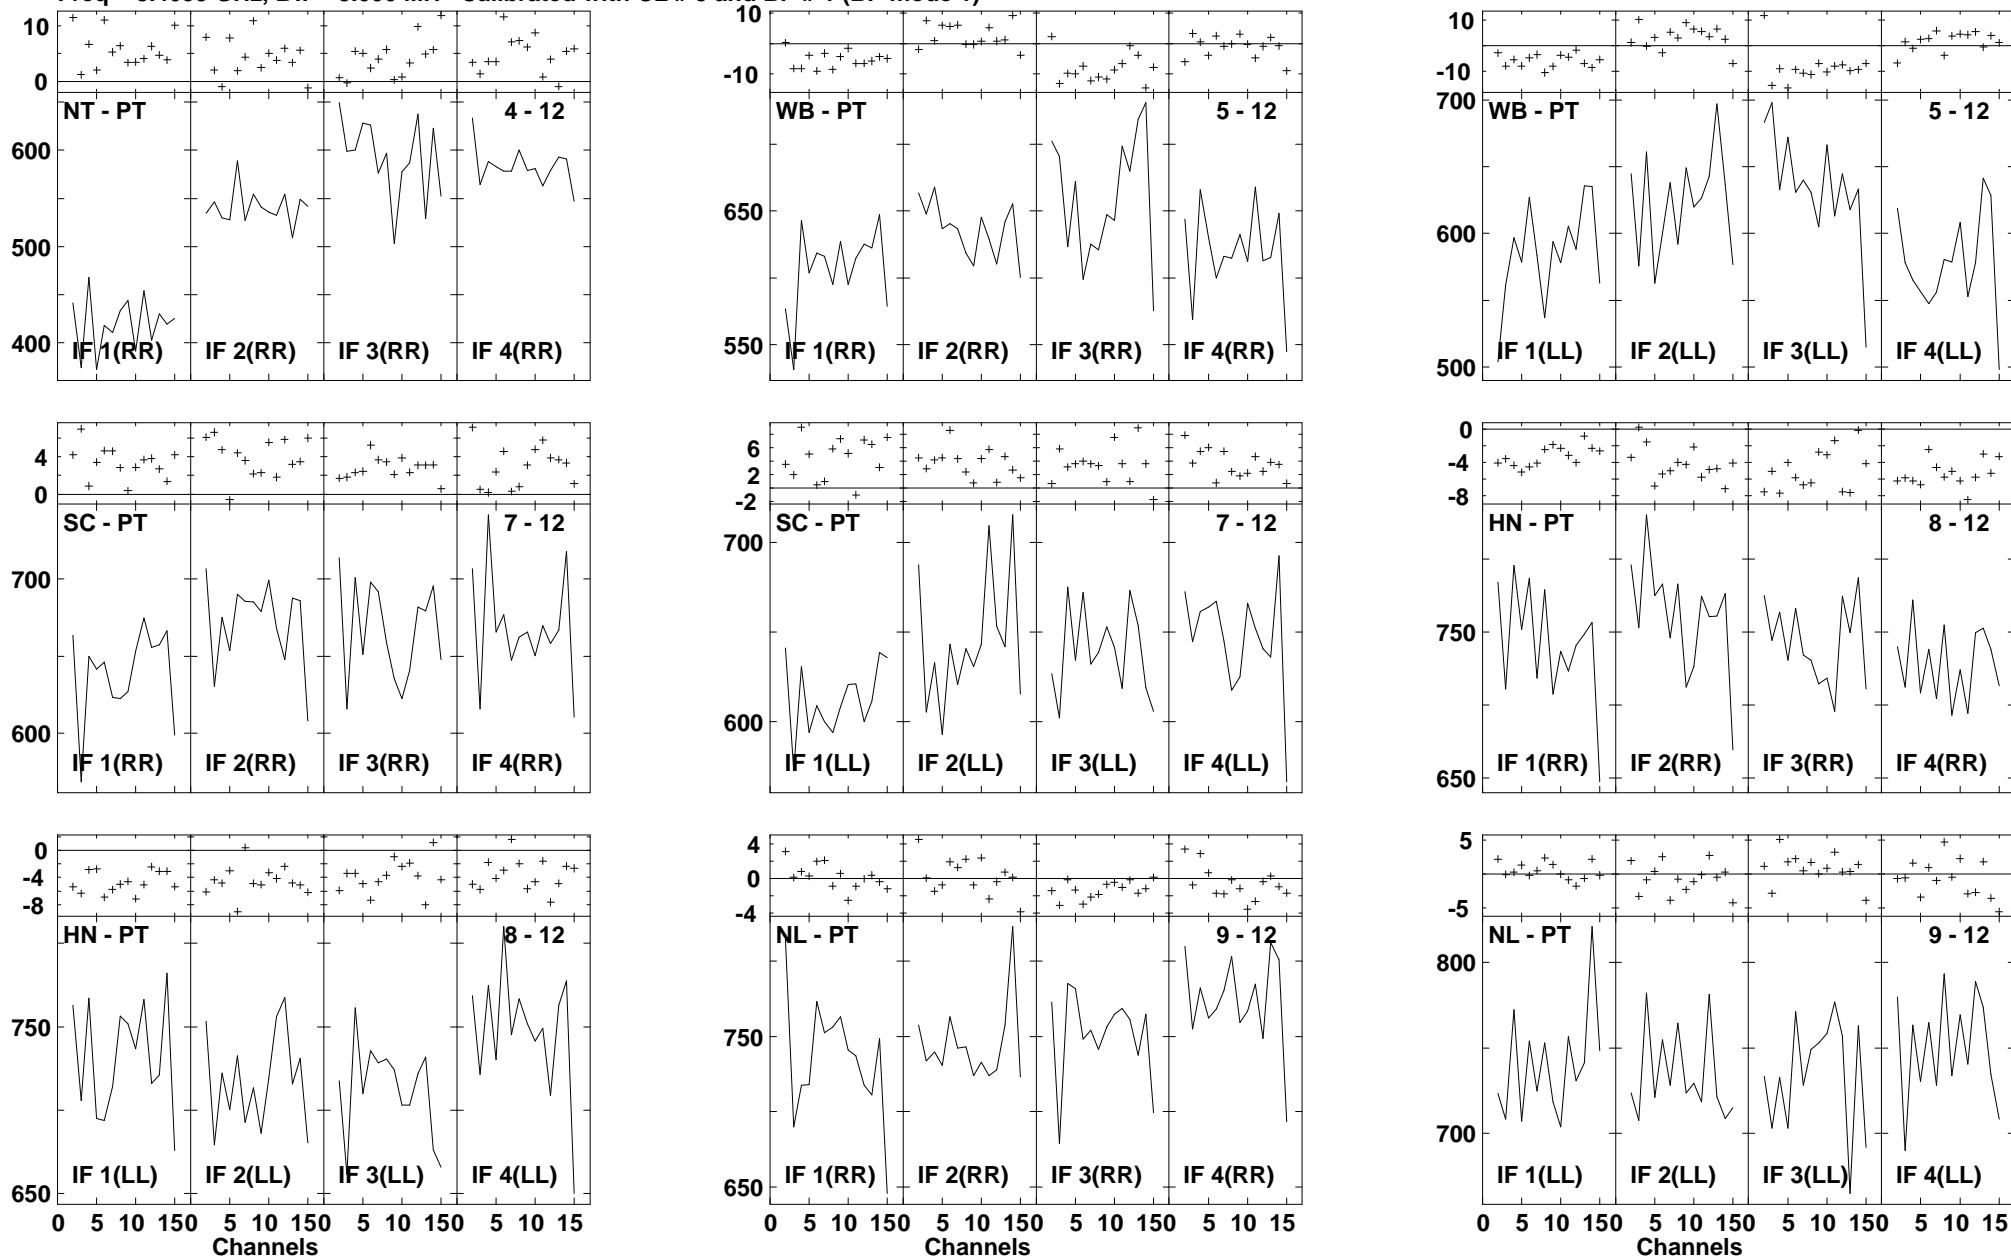 10
0
10
-10
10
-10
NT - PT
4 - 12
WB - PT
5 - 12
WB - PT
5 - 12
600
500
400
650
550
700
600
500
IF 1(RR) IF 2(RR) IF 3(RR) IF 4(RR)
IF 1(RR) IF 2(RR) IF 3(RR) IF 4(RR)
IF 1(LL) IF 2(LL) IF 3(LL) IF 4(LL)
4
0
6
2
-2
0
-4
-8
SC - PT
7 - 12
SC - PT
7 - 12
HN - PT
8 - 12
700
600
700
600
750
650
IF 1(RR) IF 2(RR) IF 3(RR) IF 4(RR)
IF 1(LL) IF 2(LL) IF 3(LL) IF 4(LL)
IF 1(RR) IF 2(RR) IF 3(RR) IF 4(RR)
0
-4
-8
4
0
-4
5
-5
HN - PT
8 - 12
NL - PT
9 - 12
NL - PT
9 - 12
750
650
750
650
800
700
IF 1(LL) IF 2(LL) IF 3(LL) IF 4(LL)
IF 1(RR) IF 2(RR) IF 3(RR) IF 4(RR)
IF 1(LL) IF 2(LL) IF 3(LL) IF 4(LL)
0 5 10 150 5 10 150 5 10 150 5 10 15
0 5 10 150 5 10 150 5 10 150 5 10 15
0 5 10 150 5 10 150 5 10 150 5 10 15
Channels
Channels
Channels